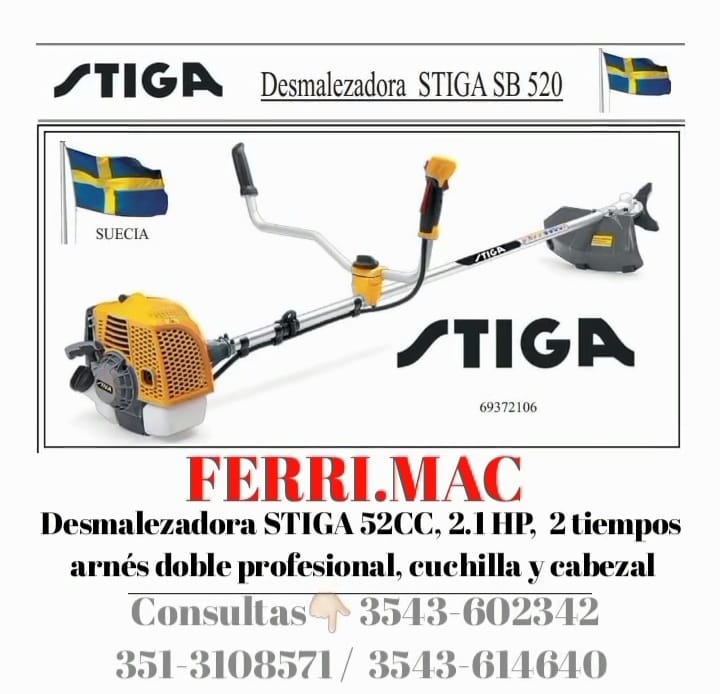 STIGA Desmalezadora STIGA SB 520
SUECIA
STIGA
STIGA
STIGA
69372106
FERRI.MAC
Desmalezadora STIGA 52CC, 2.1 HP, 2 tiempos
arnés doble profesional, cuchilla y cabezal
Consultas👇🏻 3543-602342
351-3108571 / 3543-614640